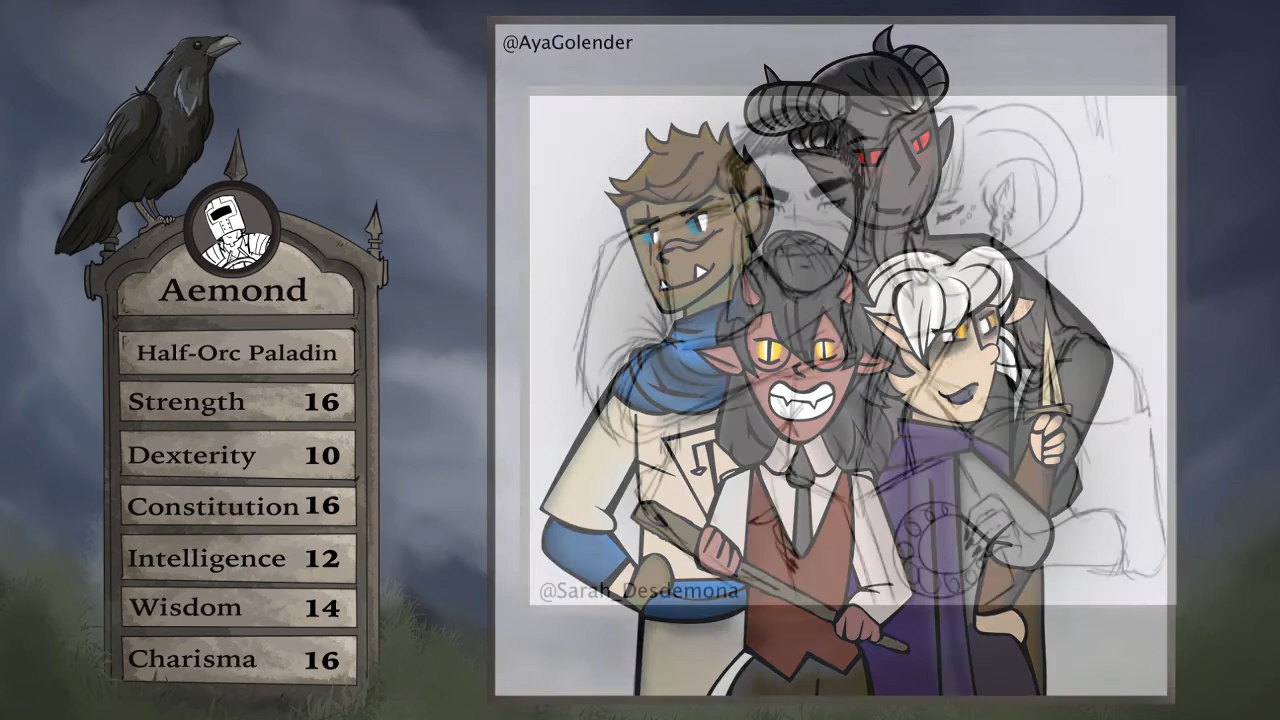 @AyaGolender
Aemond
Half-Orc Paladin
Strength 16
Dexterity 10
Constitution 16
Intelligence 12
Wisdom 14
Charisma 16
@Sarah_Desdemona